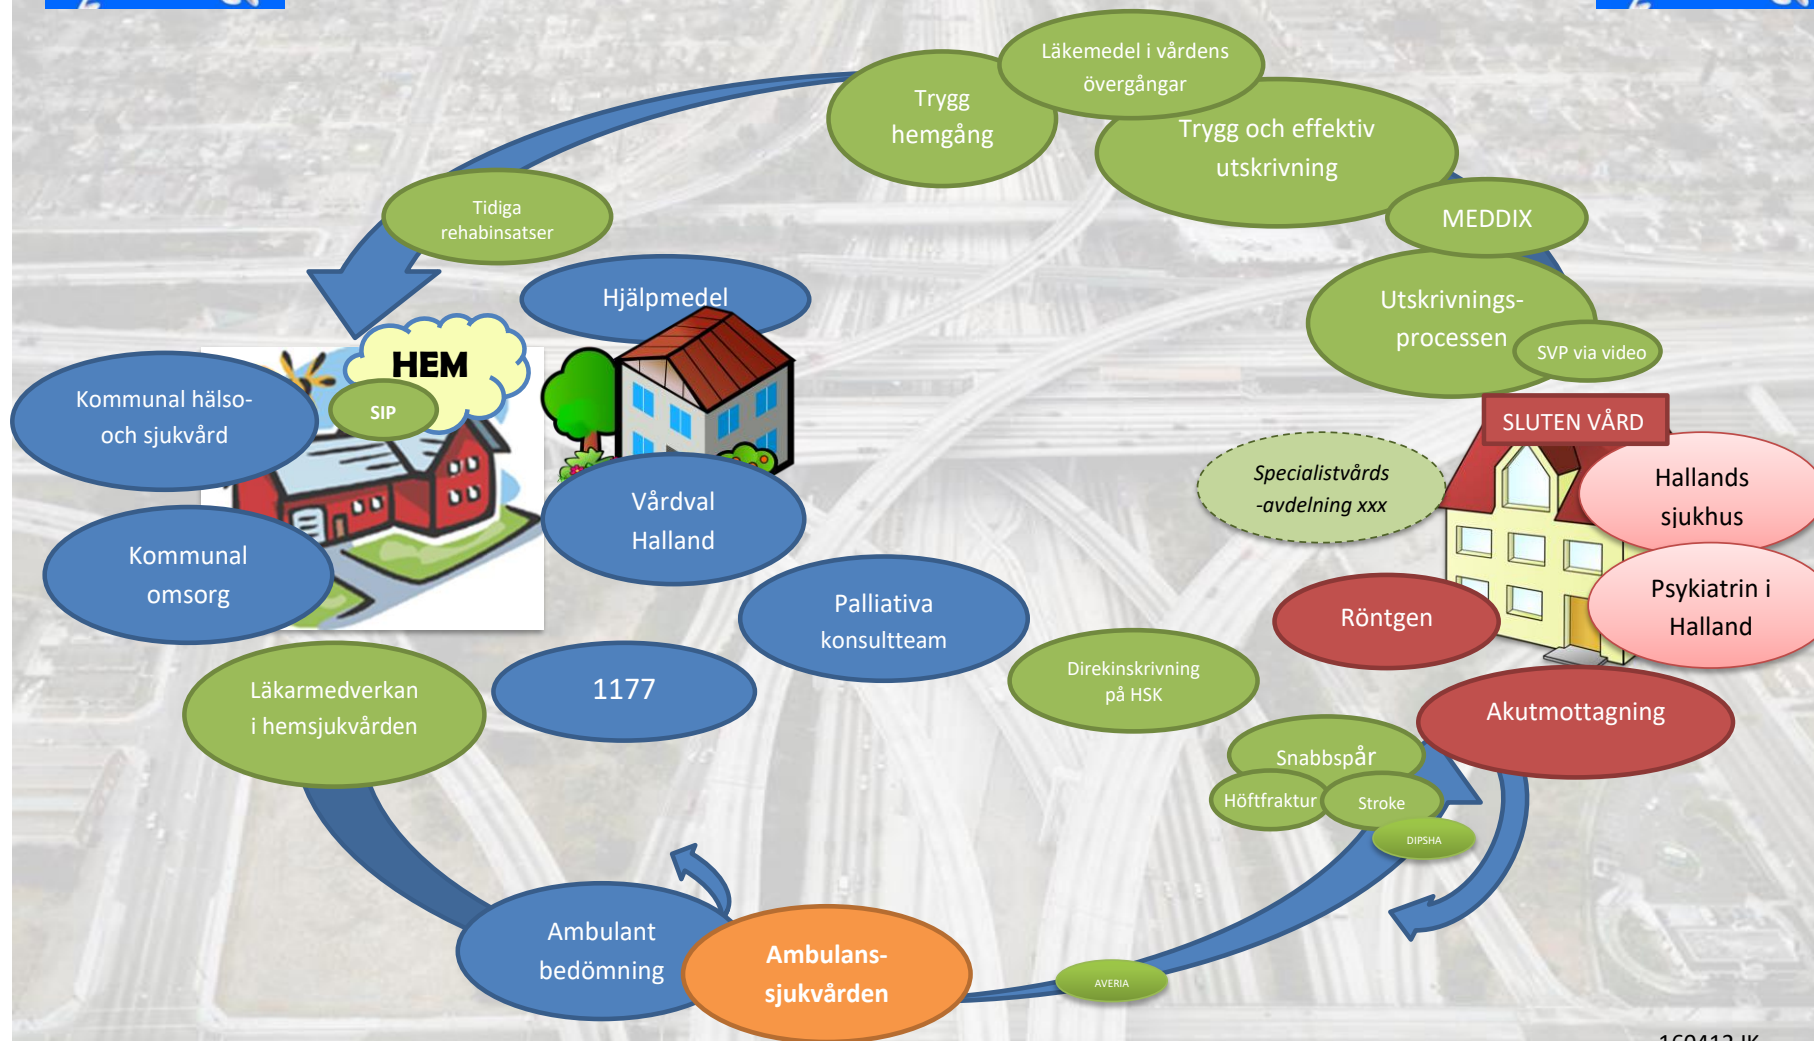 Läkemedel i vårdens
övergångar
Trygg
hemgång
Trygg och effektiv
utskrivning
Tidiga
rehabinsatser
MEDDIX
Hjälpmedel
Utskrivnings-
processen
SVP via video
HEM
SIP
Kommunal hälso-
och sjukvård
SLUTEN VÅRD
Specialistvårds
-avdelning xxx
Hallands
sjukhus
Vårdval
Halland
Kommunal
omsorg
Psykiatrin i
Halland
Palliativa
konsultteam
Röntgen
Direkinskrivning
på HSK
Läkarmedverkan
i hemsjukvården
1177
Akutmottagning
Snabbspår
Höftfraktur
Stroke
DIPSHA
Ambulant
bedömning
Ambulans-
sjukvården
AVERIA